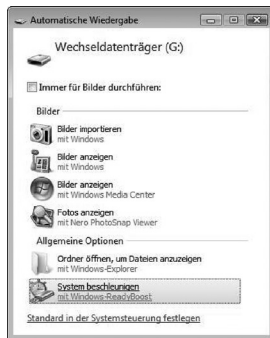 Automatische Wiedergabe
Wechseldatenträger (G:)
Immer für Bilder durchführen:
Bilder
Bilder importieren
mit Windows
Bilder anzeigen
mit Windows
Bilder anzeigen
mit Windows Media Center
Fotos anzeigen
mit Nero PhotoSnap Viewer
Allgemeine Optionen
Ordner öffnen, um Dateien anzuzeigen
mit Windows-Explorer
System beschleunigen
mit Windows-ReadyBoost
Standard in der Systemsteuerung festlegen